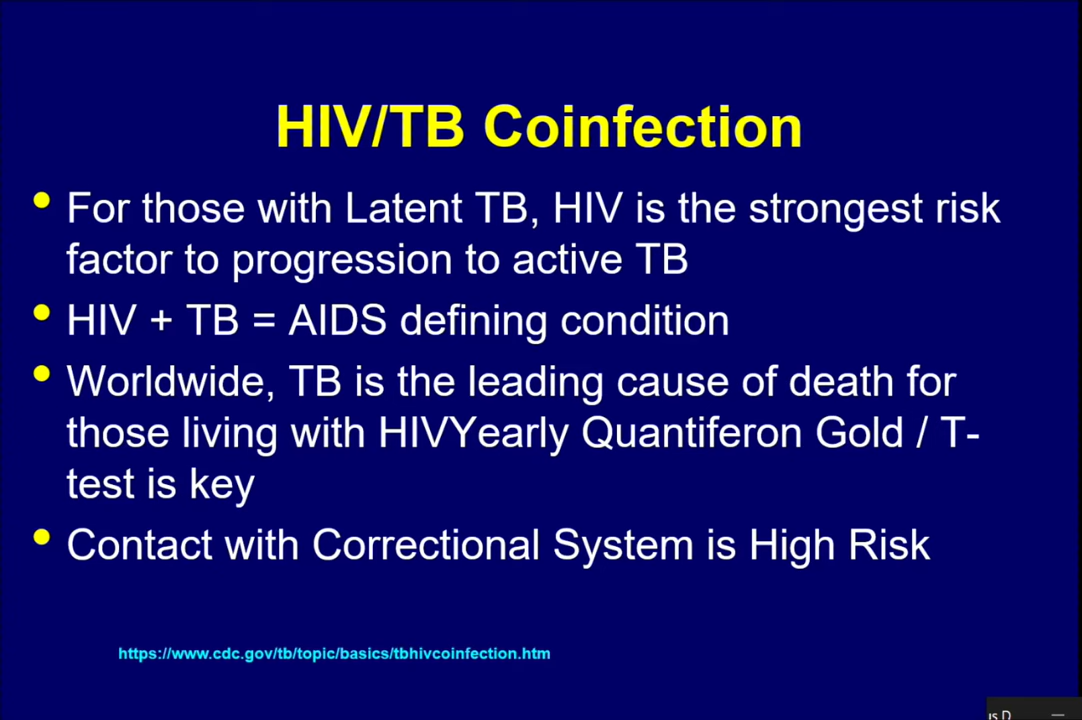 HIV/TB Coinfection
• For those with Latent TB, HIV is the strongest risk
factor to progression to active TB
• HIV + TB = AIDS defining condition
• Worldwide, TB is the leading cause of death for
those living with HIVYearly Quantiferon Gold / T-
test is key
• Contact with Correctional System is High Risk
https://www.cdc.gov/tb/topic/basics/tbhivcoinfection.htm
us D